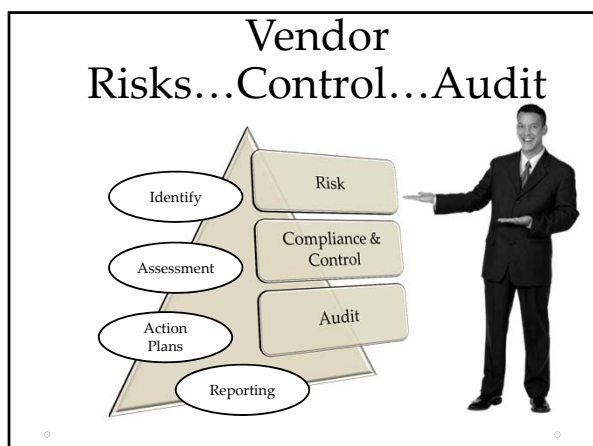 Vendor
Risks…Control…Audit
Identify
Risk
Assessment
Compliance &
Control
Action
Plans
Audit
Reporting